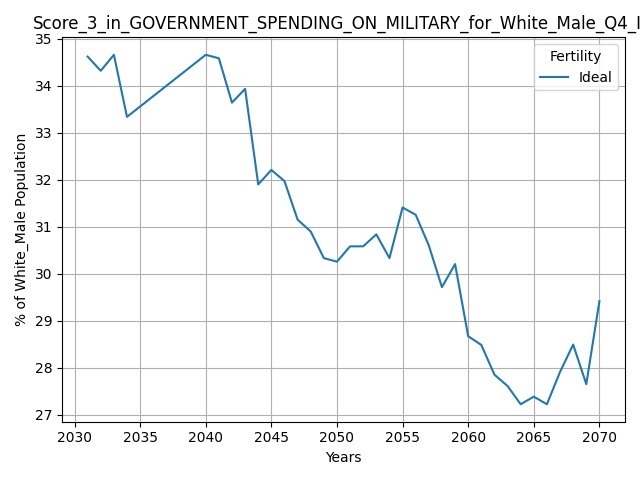 Score_3_in_GOVERNMENT_SPENDING_ON_MILITARY_for_White_Male_Q4_I
35
34
33
32
31
30
29
28
27
% of White_Male Population
Fertility
Ideal
2030 2035 2040 2045 2050 2055 2060 2065 2070
Years